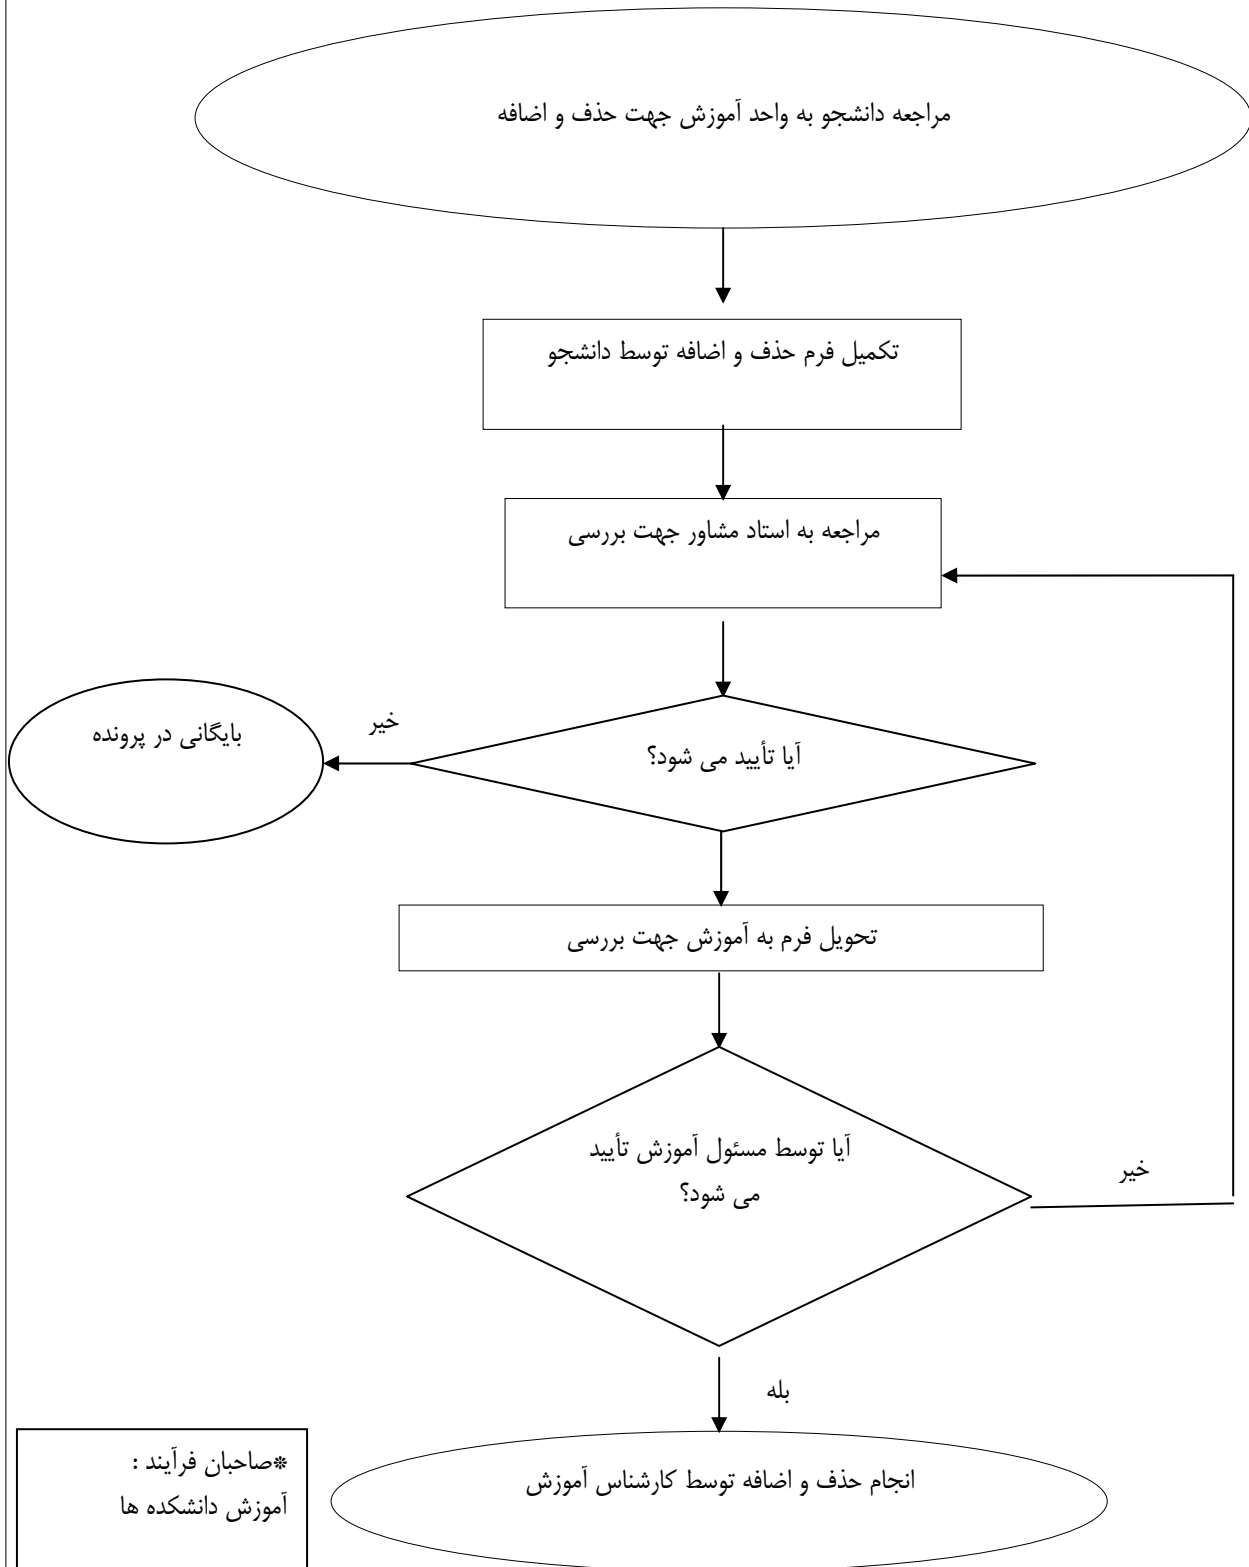 مراجعه دانشجو به واحد آموزش جهت حذف و اضافه
تکمیل فرم حذف و اضافه توسط دانشجو
مراجعه به استاد مشاور جهت بررسی
آیا تأیید می شود؟
خیر
بایگانی در پرونده
تحویل فرم به آموزش جهت بررسی
آیا توسط مسئول آموزش تأیید
می شود؟
خیر
بله
انجام حذف و اضافه توسط کارشناس آموزش
*صاحبان فرآیند :
آموزش دانشکده ها